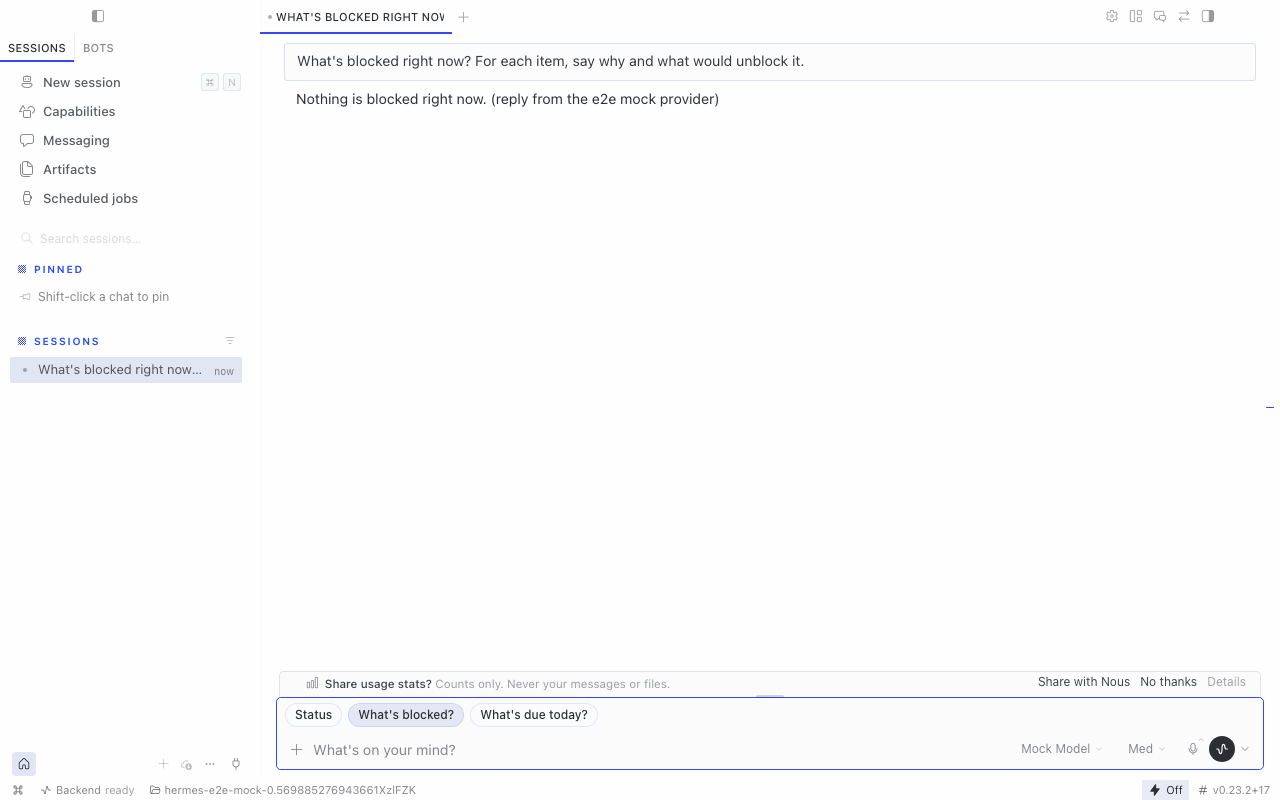 WHAT'S BLOCKED RIGHT NOW
SESSIONS
BOTS
What's blocked right now? For each item, say why and what would unblock it.
Nothing is blocked right now. (reply from the e2e mock provider)
New session
⌘ N
Capabilities
Messaging
Artifacts
Scheduled jobs
Search sessions...
PINNED
Shift-click a chat to pin
SESSIONS
What's blocked right now... now
Share usage stats? Counts only. Never your messages or files.
Share with Nous No thanks Details
Status What's blocked? What's due today?
What's on your mind?
Mock Model Med
Backend ready hermes-e2e-mock-0.569885276943661XzlFZK
Off # v0.23.2+17